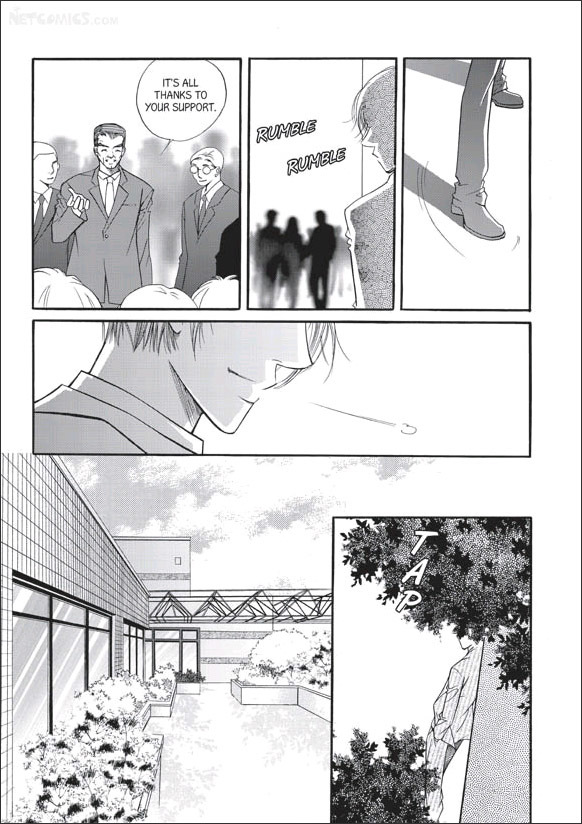 NETCOMICS.COM
IT'S ALL
THANKS TO
YOUR SUPPORT.
RUMBLE
RUMBLE
TAP